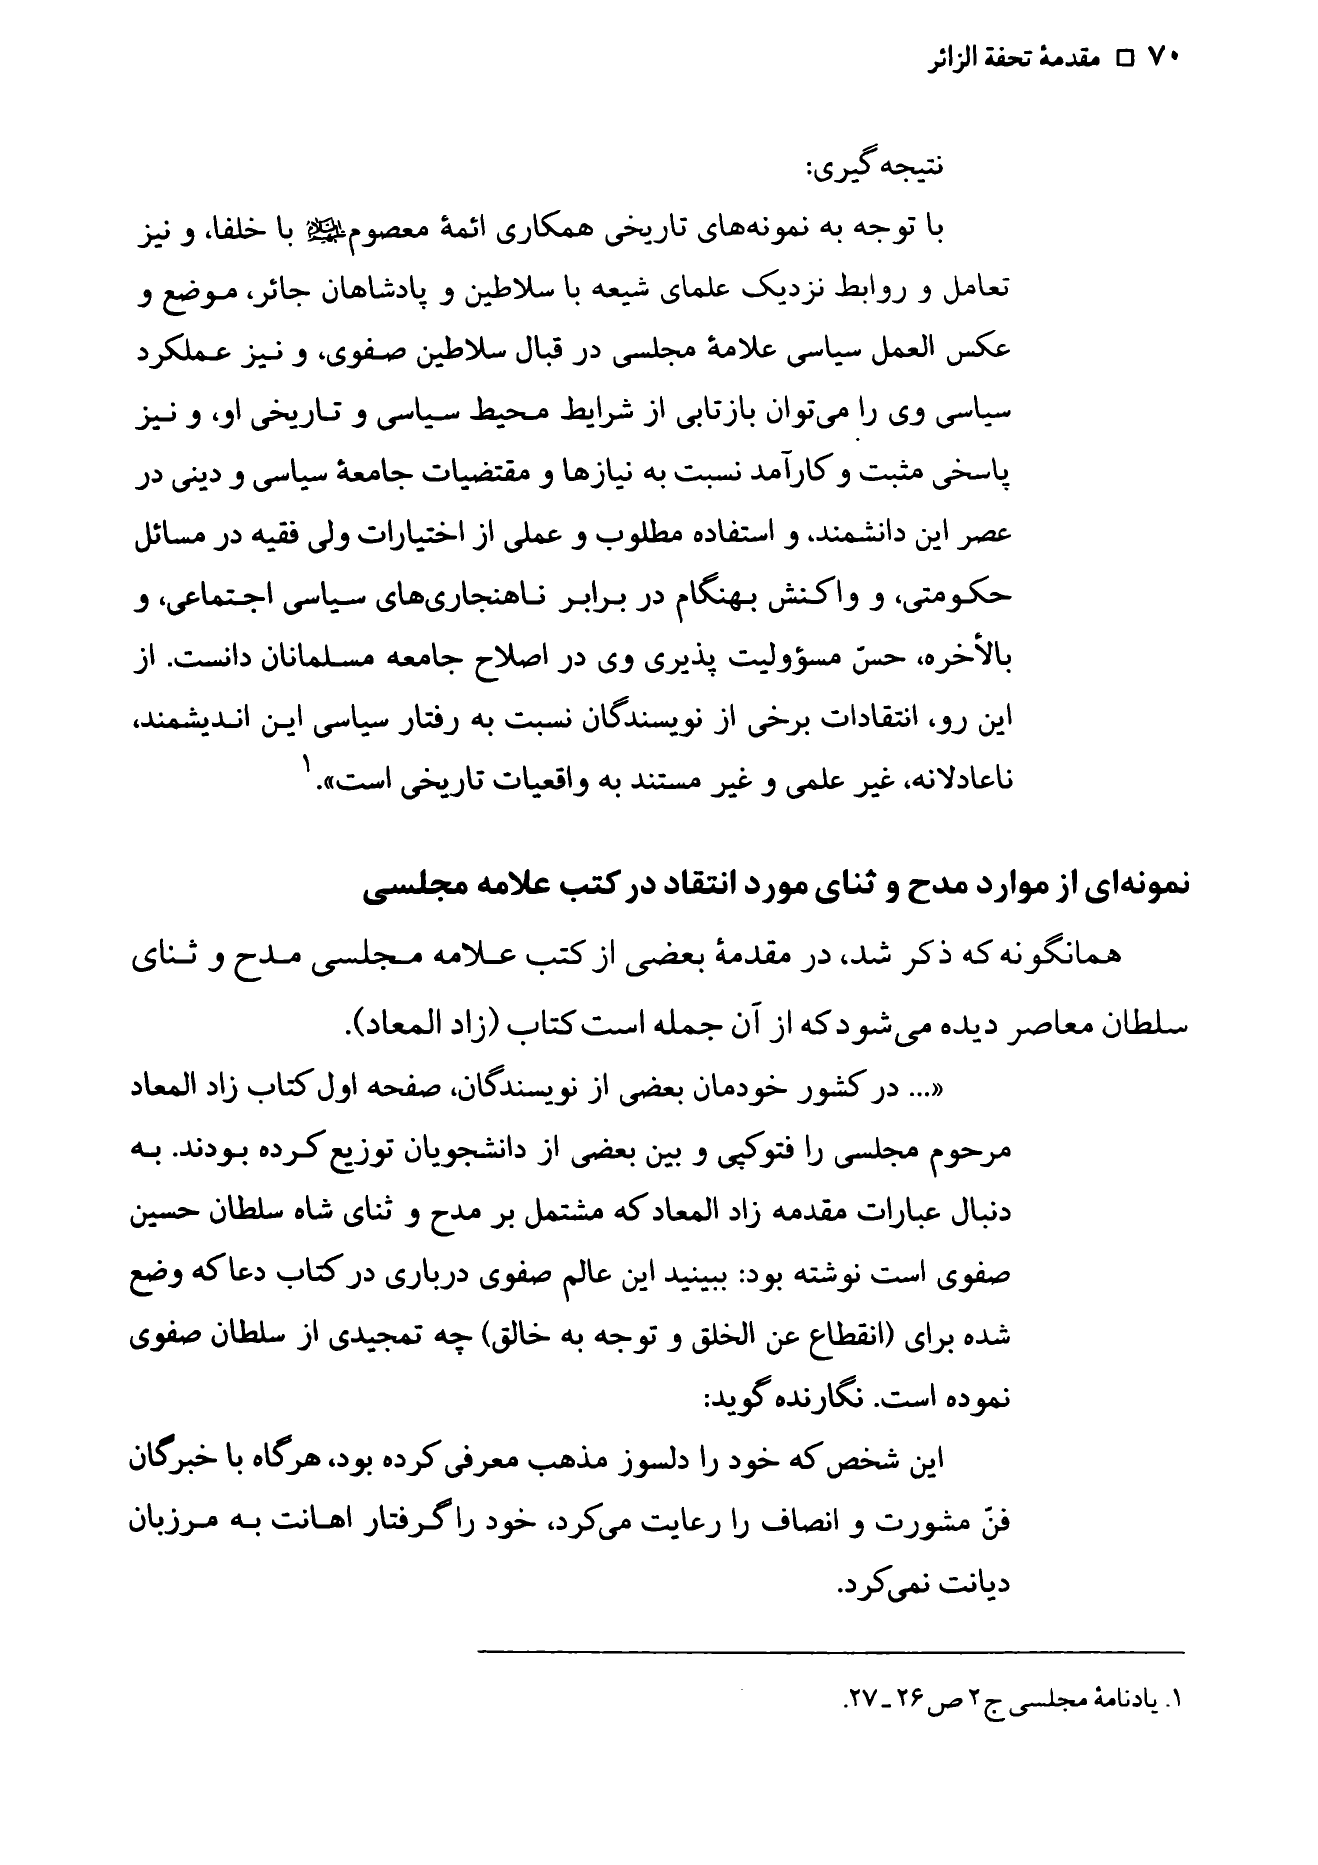 ۷۰ □ مقدمهٔ تحفة الزائر
نتیجه‌گیری:
با توجه به نمونه‌های تاریخی همکاری ائمهٔ معصوم علیهم السلام با خلفا، و نیز
تعامل و روابط نزدیک علمای شیعه با سلاطین و پادشاهان جائر، موضع و
عکس العمل سیاسی علامهٔ مجلسی در قبال سلاطین صفوی، و نیز عملکرد
سیاسی وی را می‌توان بازتابی از شرایط محیط سیاسی و تاریخی او، و نیز
پاسخی مثبت و کارآمد نسبت به نیازها و مقتضیات جامعهٔ سیاسی و دینی در
عصر این دانشمند، و استفاده مطلوب و عملی از اختیارات ولی فقیه در مسائل
حکومتی، و واکنش بهنگام در برابر ناهنجاری‌های سیاسی اجتماعی، و
بالأخره، حسّ مسؤولیت پذیری وی در اصلاح جامعه مسلمانان دانست. از
این رو، انتقادات برخی از نویسندگان نسبت به رفتار سیاسی این اندیشمند،
ناعادلانه، غیر علمی و غیر مستند به واقعیات تاریخی است».۱
نمونه‌ای از موارد مدح و ثنای مورد انتقاد در کتب علامه مجلسی
همانگونه که ذکر شد، در مقدمهٔ بعضی از کتب علامه مجلسی مدح و ثنای
سلطان معاصر دیده می‌شود که از آن جمله است کتاب (زاد المعاد).
«... در کشور خودمان بعضی از نویسندگان، صفحه اول کتاب زاد المعاد
مرحوم مجلسی را فتوکپی و بین بعضی از دانشجویان توزیع کرده بودند. به
دنبال عبارات مقدمه زاد المعاد که مشتمل بر مدح و ثنای شاه سلطان حسین
صفوی است نوشته بود: ببینید این عالم صفوی درباری در کتاب دعا که وضع
شده برای (انقطاع عن الخلق و توجه به خالق) چه تمجیدی از سلطان صفوی
نموده است. نگارنده گوید:
این شخص که خود را دلسوز مذهب معرفی کرده بود، هرگاه با خبرگان
فنّ مشورت و انصاف را رعایت می‌کرد، خود را گرفتار اهانت به مرزبان
دیانت نمی‌کرد.
۱. یادنامهٔ مجلسی ج۲ ص ۲۶ ـ ۲۷.